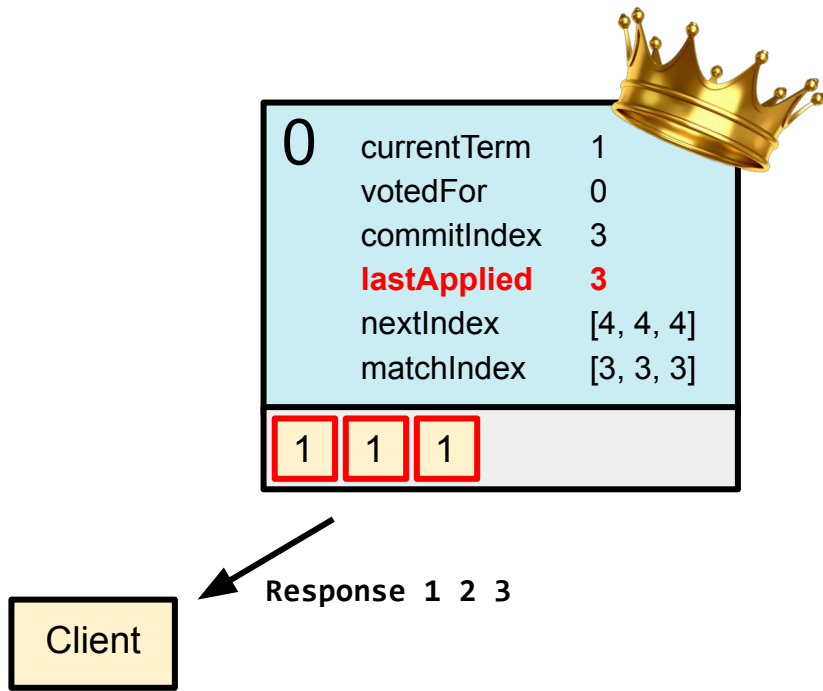 0
currentTerm 1
votedFor 0
commitIndex 3
lastApplied 3
nextIndex [4, 4, 4]
matchIndex [3, 3, 3]
1 1 1
Response 1 2 3
Client